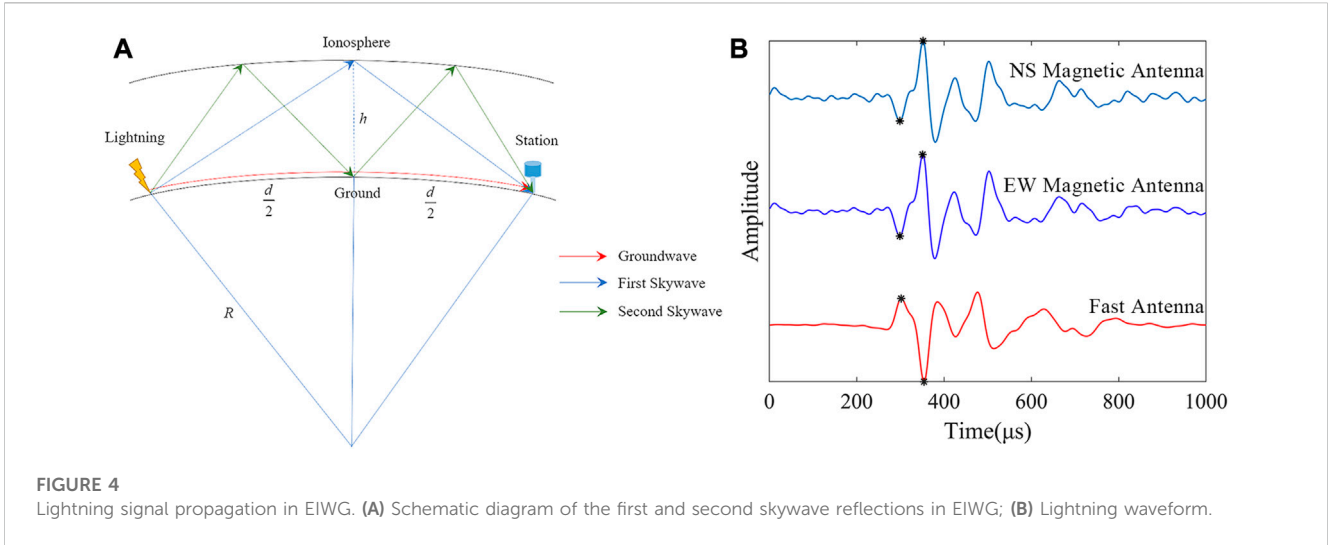 A
Ionosphere
h
Lightning
Station
d/2
Ground
d/2
R
Groundwave
First Skywave
Second Skywave
B
NS Magnetic Antenna
EW Magnetic Antenna
Fast Antenna
Amplitude
0 200 400 600 800 1000
Time(μs)
FIGURE 4
Lightning signal propagation in EIWG. (A) Schematic diagram of the first and second skywave reflections in EIWG; (B) Lightning waveform.